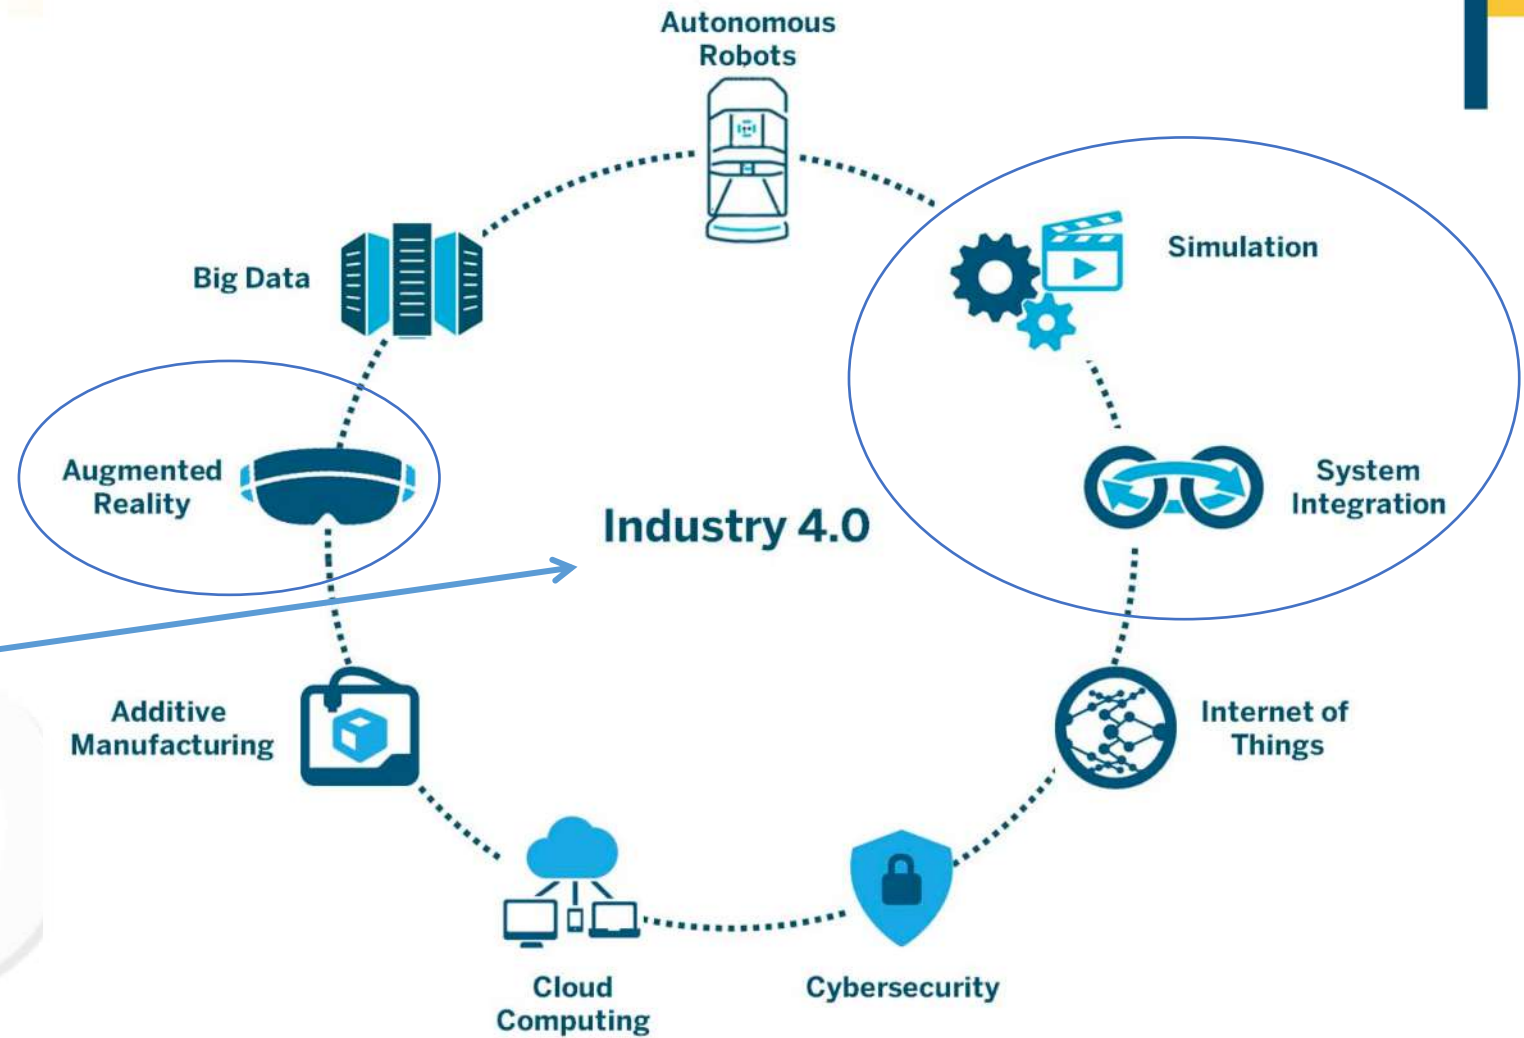 Autonomous
Robots
Simulation
Big Data
Augmented
Reality
System
Integration
Industry 4.0
Additive
Manufacturing
Internet of
Things
Cloud
Computing
Cybersecurity